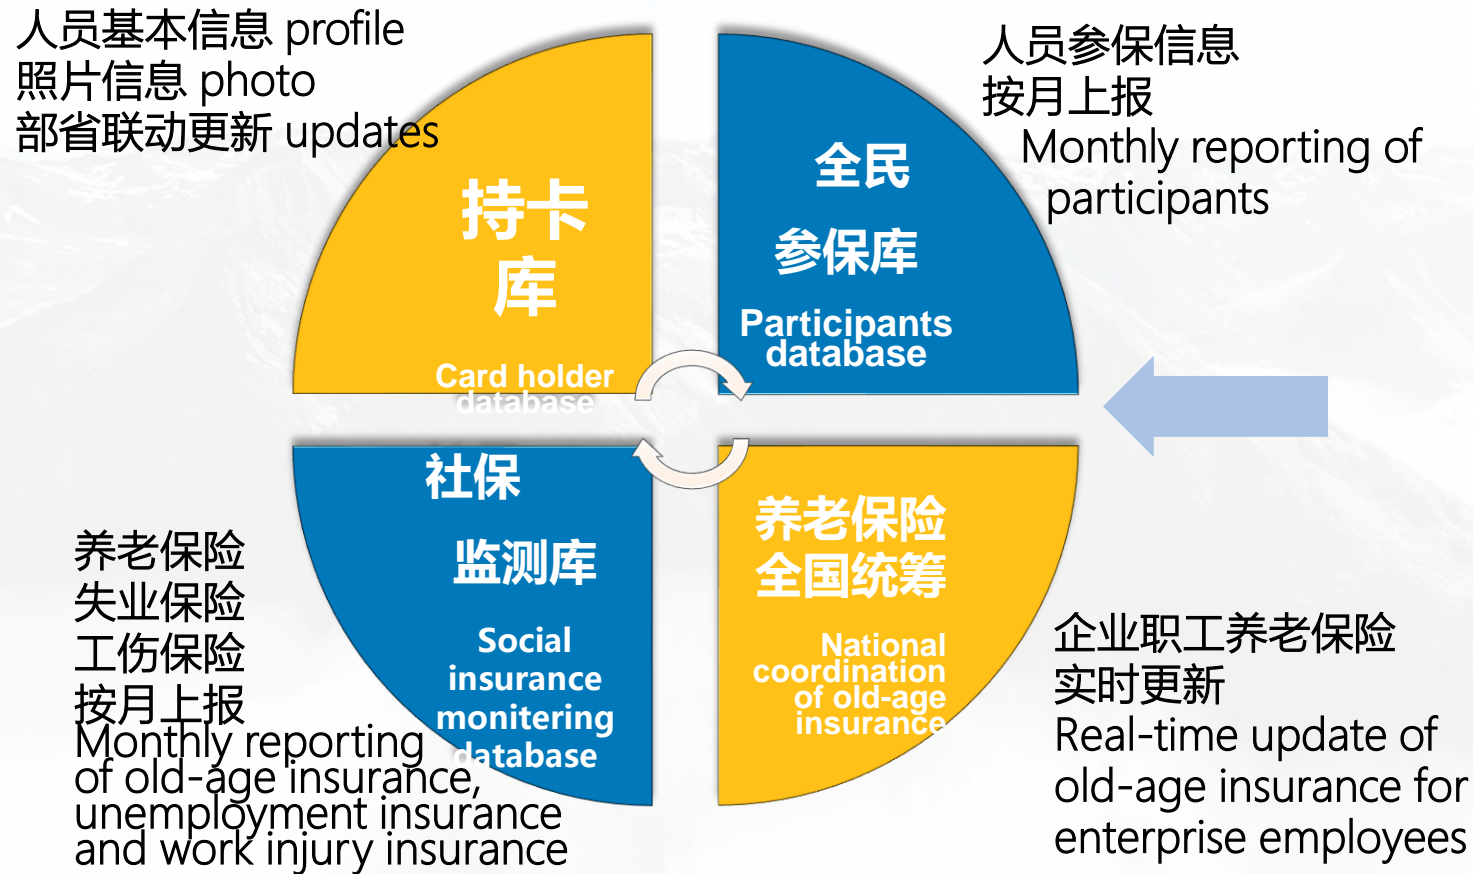 人员基本信息 profile
照片信息 photo
部省联动更新 updates
持卡
库
Card holder
database
人员参保信息
按月上报
Monthly reporting of
participants
全民
参保库
Participants
database
社保
监测库
Social
insurance
monitering
database
养老保险
失业保险
工伤保险
按月上报
Monthly reporting
of old-age insurance,
unemployment insurance
and work injury insurance
养老保险
全国统筹
National
coordination
of old-age
insurance
企业职工养老保险
实时更新
Real-time update of
old-age insurance for
enterprise employees